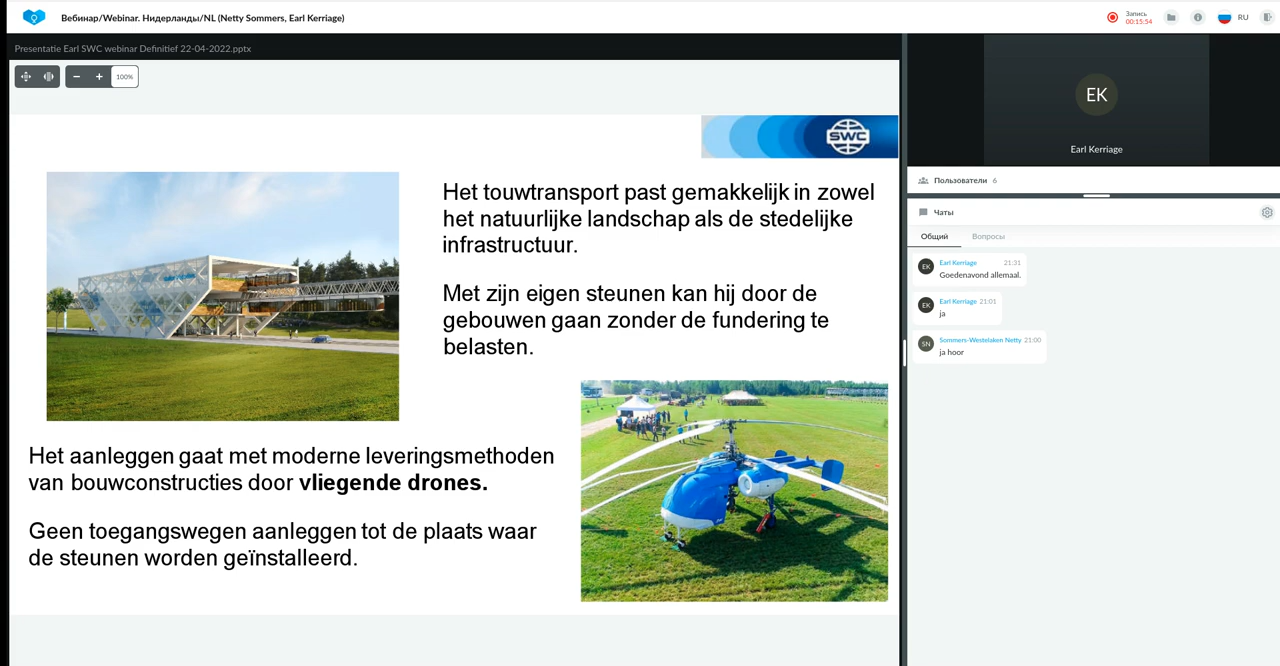 Вебинар/Webinar. Нидерланды/NL (Netty Sommers, Earl Kerriage)
Запись
00:15:54
RU
Presentatie Earl SWC webinar Definitief 22-04-2022.pptx
100%
SWC
Het touwtransport past gemakkelijk in zowel
het natuurlijke landschap als de stedelijke
infrastructuur.
Met zijn eigen steunen kan hij door de
gebouwen gaan zonder de fundering te
belasten.
Het aanleggen gaat met moderne leveringsmethoden
van bouwconstructies door vliegende drones.
Geen toegangswegen aanleggen tot de plaats waar
de steunen worden geïnstalleerd.
EK
Earl Kerriage
Пользователи 6
Чаты
Общий Вопросы
EK Earl Kerriage 21:31
Goedenavond allemaal.
EK Earl Kerriage 21:01
ja
SN Sommers-Westelaken Netty 21:00
ja hoor